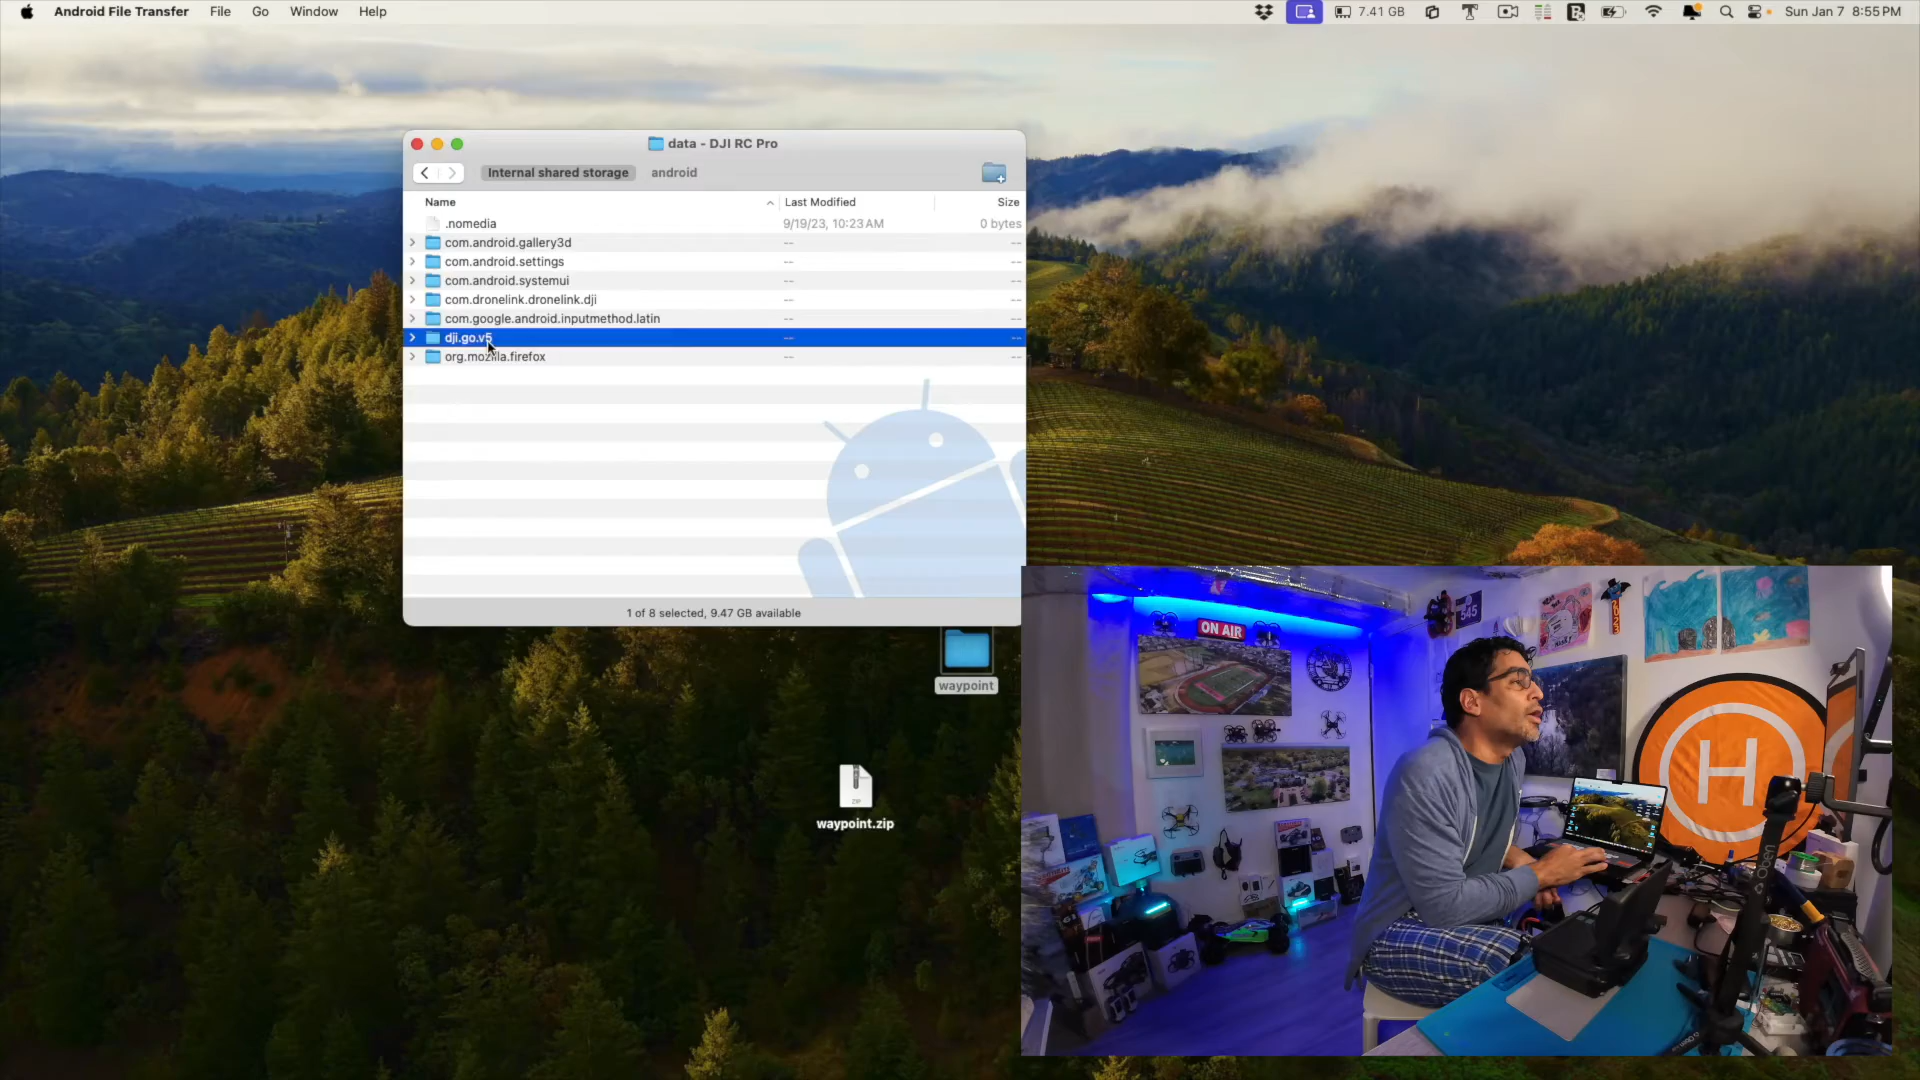 Android File Transfer File Go Window Help 7.41 GB Sun Jan 7 8:55 PM
data - DJI RC Pro
Internal shared storage android
Name Last Modified Size
.nomedia 9/19/23, 10:23 AM 0 bytes
com.android.gallery3d -- --
com.android.settings -- --
com.android.systemui -- --
com.dronelink.dronelink.dji -- --
com.google.android.inputmethod.latin -- --
dji.go.v5 -- --
org.mozilla.firefox -- --
1 of 8 selected, 9.47 GB available
waypoint
ZIP
waypoint.zip
ON AIR
545
H
Open